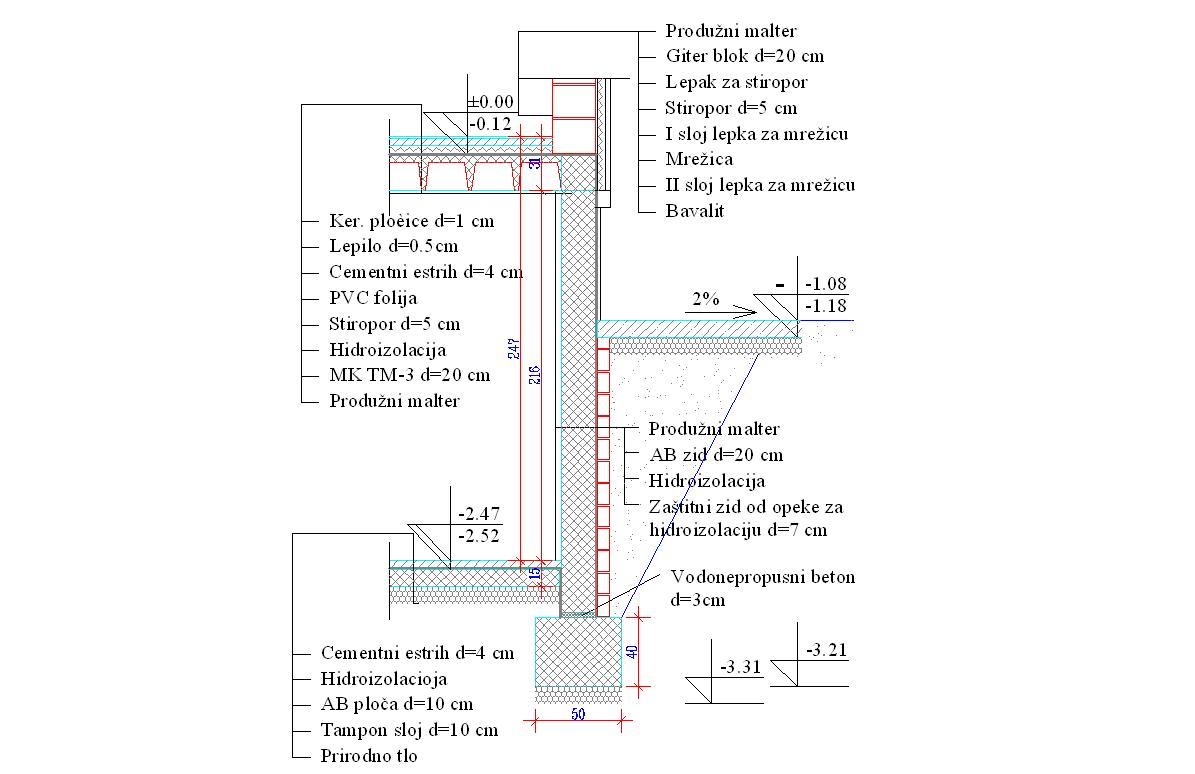 Produžni malter
Giter blok d=20 cm
Lepak za stiropor
Stiropor d=5 cm
I sloj lepka za mrežicu
Mrežica
II sloj lepka za mrežicu
Bavalit
±0.00
-0.12
31
Ker. ploèice d=1 cm
Lepilo d=0.5cm
Cementni estrih d=4 cm
PVC folija
Stiropor d=5 cm
Hidroizolacija
MK TM-3 d=20 cm
Produžni malter
2%
-
-1.08
-1.18
247
216
Produžni malter
AB zid d=20 cm
Hidroizolacija
Zaštitni zid od opeke za
hidroizolaciju d=7 cm
-2.47
-2.52
15
Vodonepropusni beton
d=3cm
Cementni estrih d=4 cm
Hidroizolacioja
AB ploča d=10 cm
Tampon sloj d=10 cm
Prirodno tlo
40
50
-3.31
-3.21